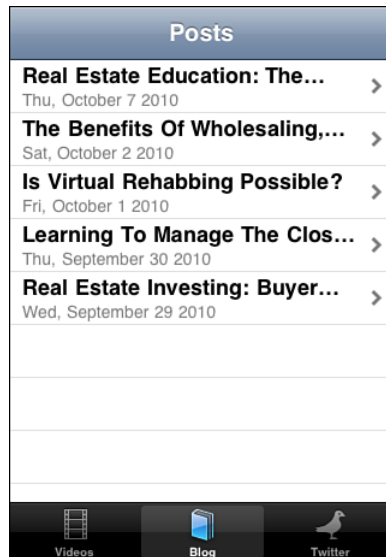 Posts
Real Estate Education: The...
Thu, October 7 2010
The Benefits Of Wholesaling,...
Sat, October 2 2010
Is Virtual Rehabbing Possible?
Fri, October 1 2010
Learning To Manage The Clos...
Thu, September 30 2010
Real Estate Investing: Buyer...
Wed, September 29 2010
Videos Blog Twitter